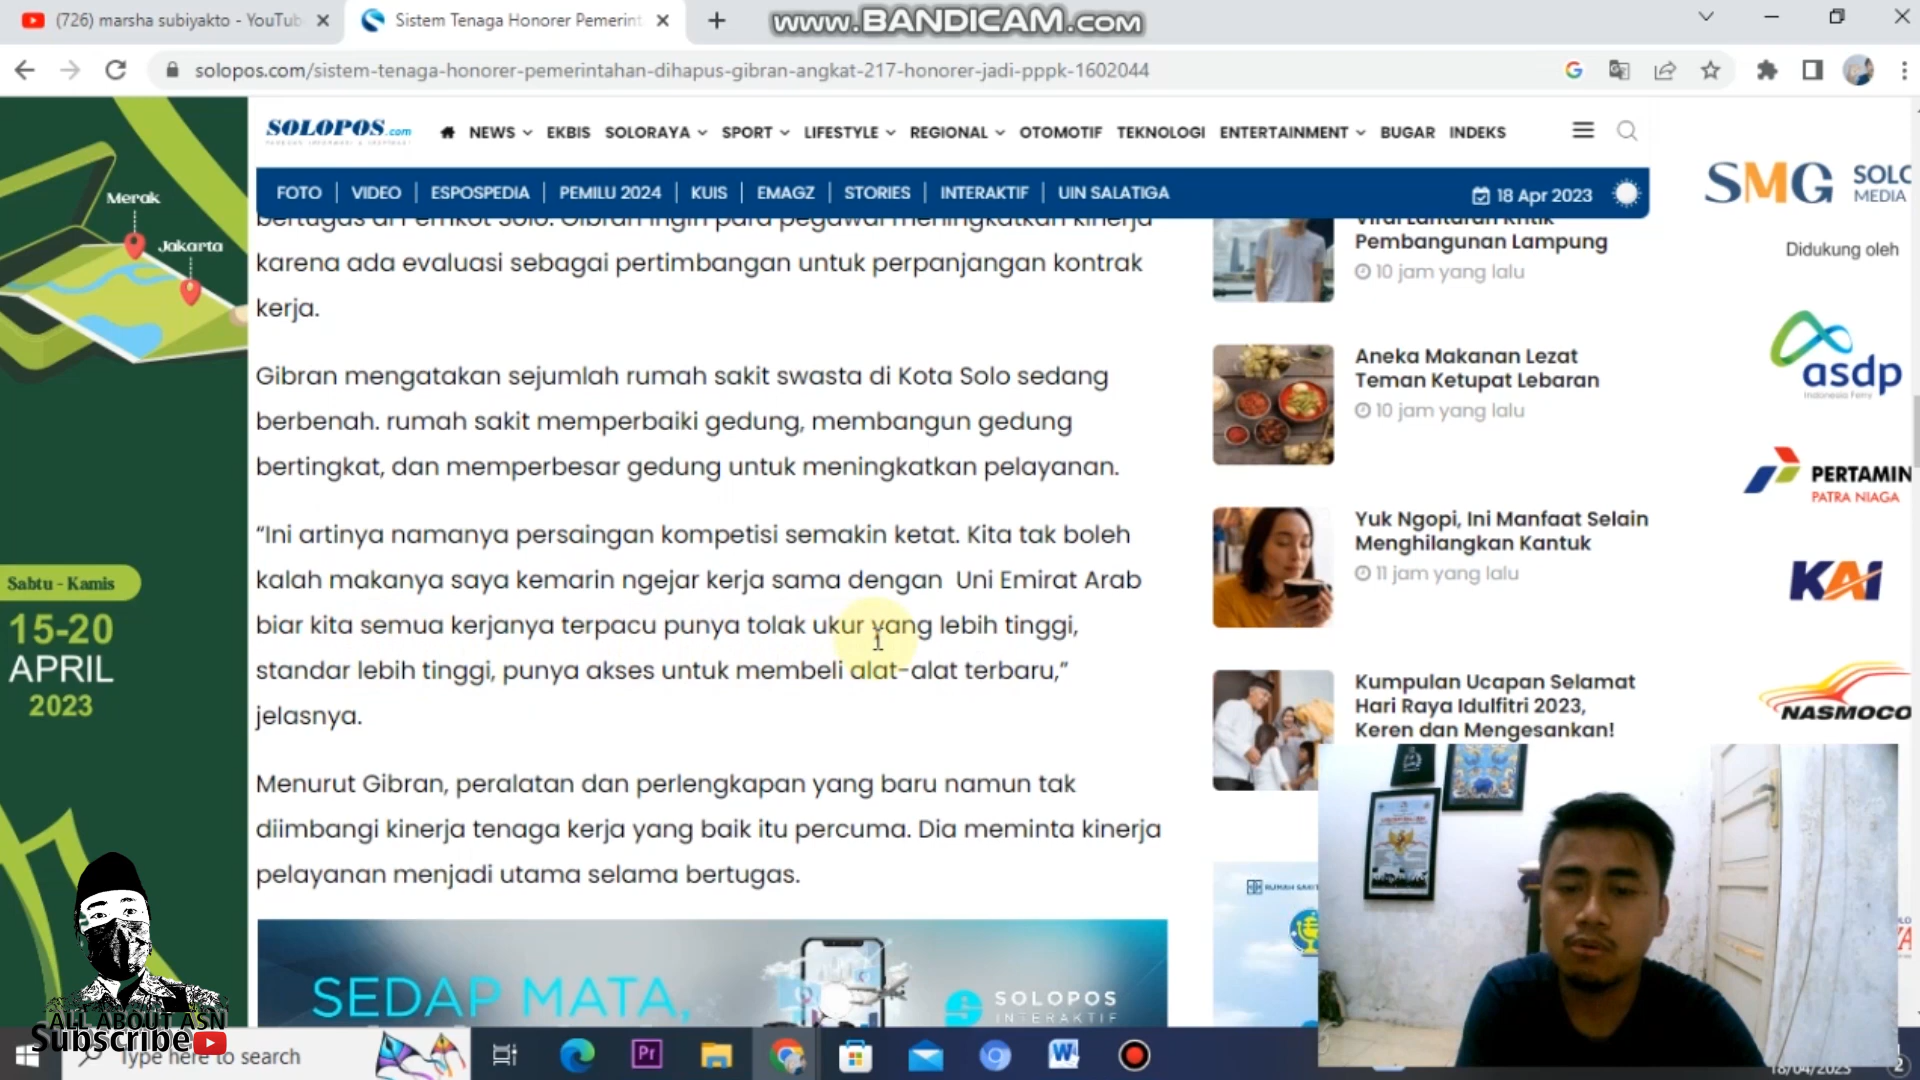 (726) marsha subiyakto - YouTub
Sistem Tenaga Honorer Pemerint
www.BANDICAM.com
solopos.com/sistem-tenaga-honorer-pemerintahan-dihapus-gibran-angkat-217-honorer-jadi-pppk-1602044
SOLOPOS.com
NEWS EKBIS SOLORAYA SPORT LIFESTYLE REGIONAL OTOMOTIF TEKNOLOGI ENTERTAINMENT BUGAR INDEKS
FOTO VIDEO ESPOSPEDIA PEMILU 2024 KUIS EMAGZ STORIES INTERAKTIF UIN SALATIGA 18 Apr 2023
bertugas di Pemkot Solo. Gibran ingin para pegawai meningkatkan kinerja
karena ada evaluasi sebagai pertimbangan untuk perpanjangan kontrak
kerja.
Gibran mengatakan sejumlah rumah sakit swasta di Kota Solo sedang
berbenah. rumah sakit memperbaiki gedung, membangun gedung
bertingkat, dan memperbesar gedung untuk meningkatkan pelayanan.
“Ini artinya namanya persaingan kompetisi semakin ketat. Kita tak boleh
kalah makanya saya kemarin ngejar kerja sama dengan Uni Emirat Arab
biar kita semua kerjanya terpacu punya tolak ukur yang lebih tinggi,
standar lebih tinggi, punya akses untuk membeli alat-alat terbaru,”
jelasnya.
Menurut Gibran, peralatan dan perlengkapan yang baru namun tak
diimbangi kinerja tenaga kerja yang baik itu percuma. Dia meminta kinerja
pelayanan menjadi utama selama bertugas.
SEDAP MATA,
SOLOPOS
INTERAKTIF
Viral Lantaran Kritik
Pembangunan Lampung
10 jam yang lalu
Aneka Makanan Lezat
Teman Ketupat Lebaran
10 jam yang lalu
Yuk Ngopi, Ini Manfaat Selain
Menghilangkan Kantuk
11 jam yang lalu
Kumpulan Ucapan Selamat
Hari Raya Idulfitri 2023,
Keren dan Mengesankan!
SMG SOLO
MEDIA
Didukung oleh
asdp
Indonesia Ferry
PERTAMIN
PATRA NIAGA
KAI
NASMOCO
Merak
Jakarta
Sabtu - Kamis
15-20
APRIL
2023
ALL ABOUT ASN
Subscribe
Type here to search
Pr
W
18/04/2023
2